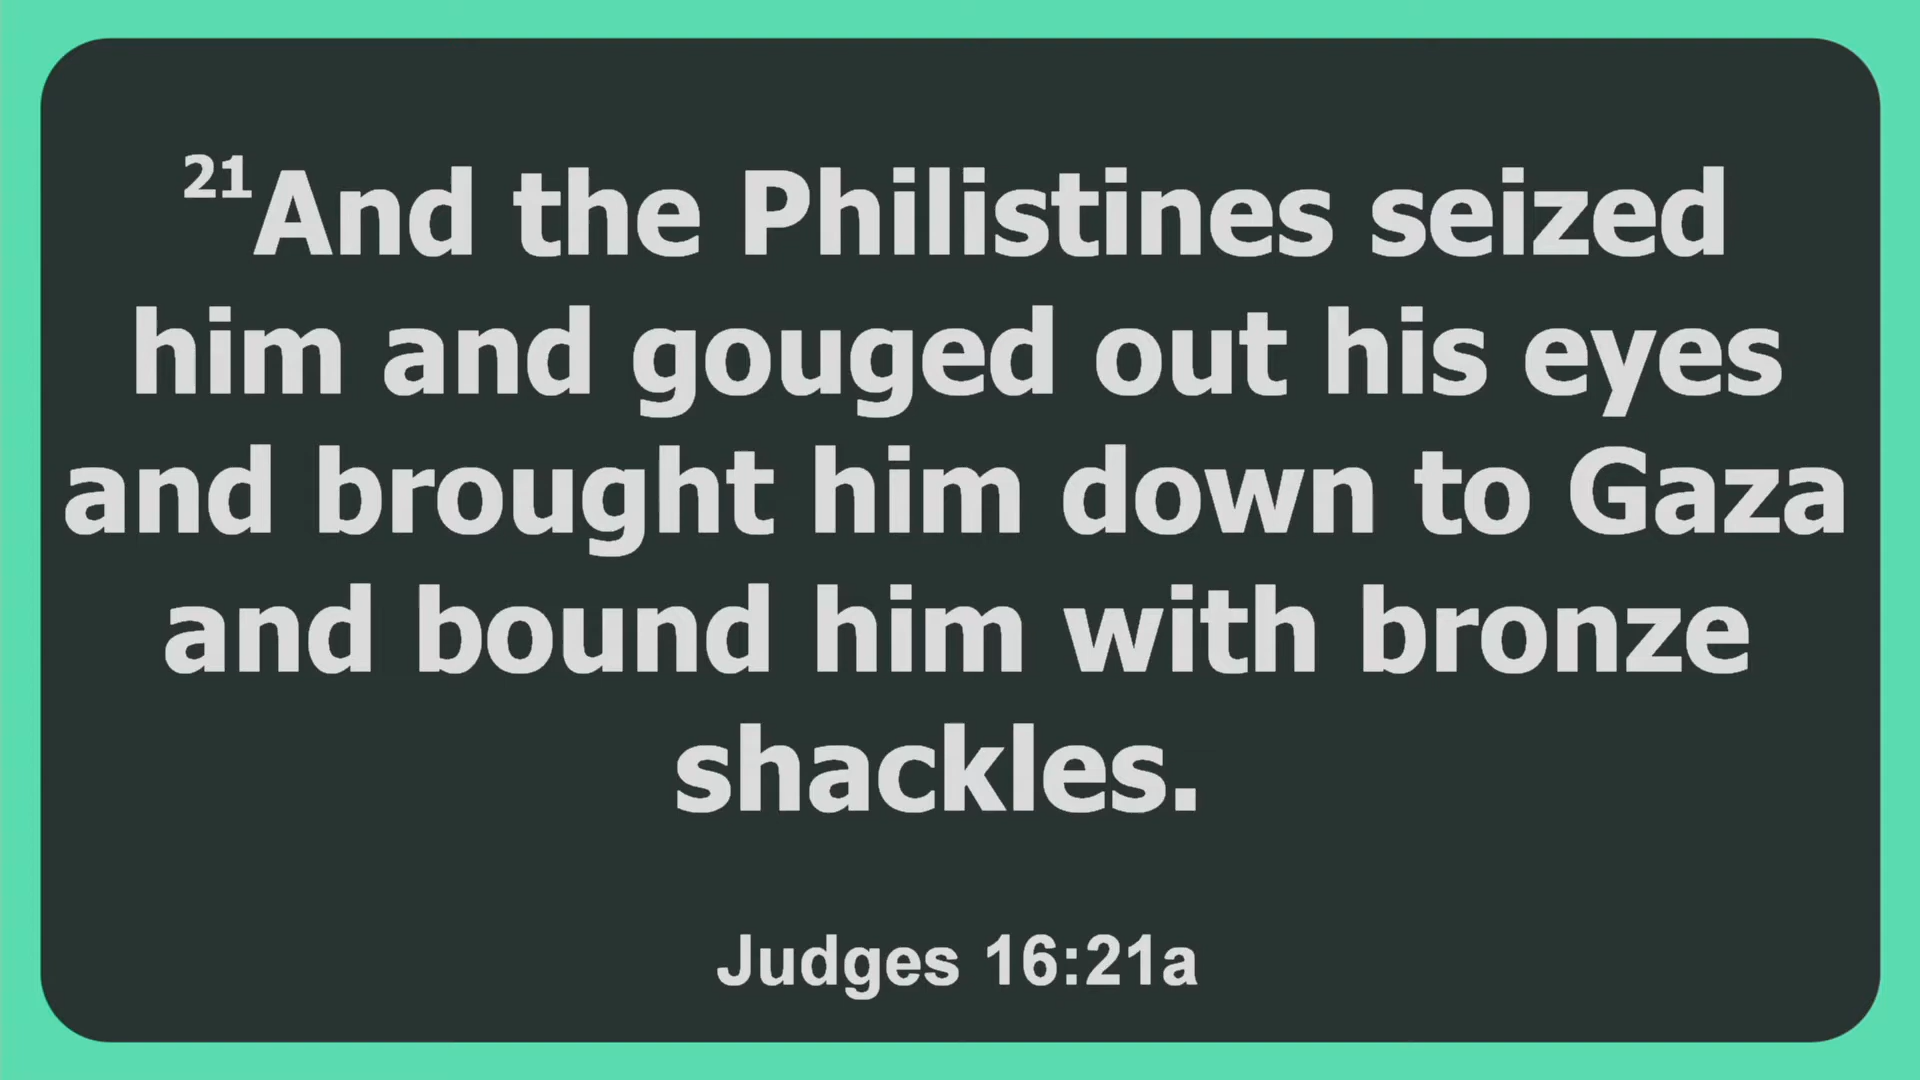 21And the Philistines seized
him and gouged out his eyes
and brought him down to Gaza
and bound him with bronze
shackles.
Judges 16:21a